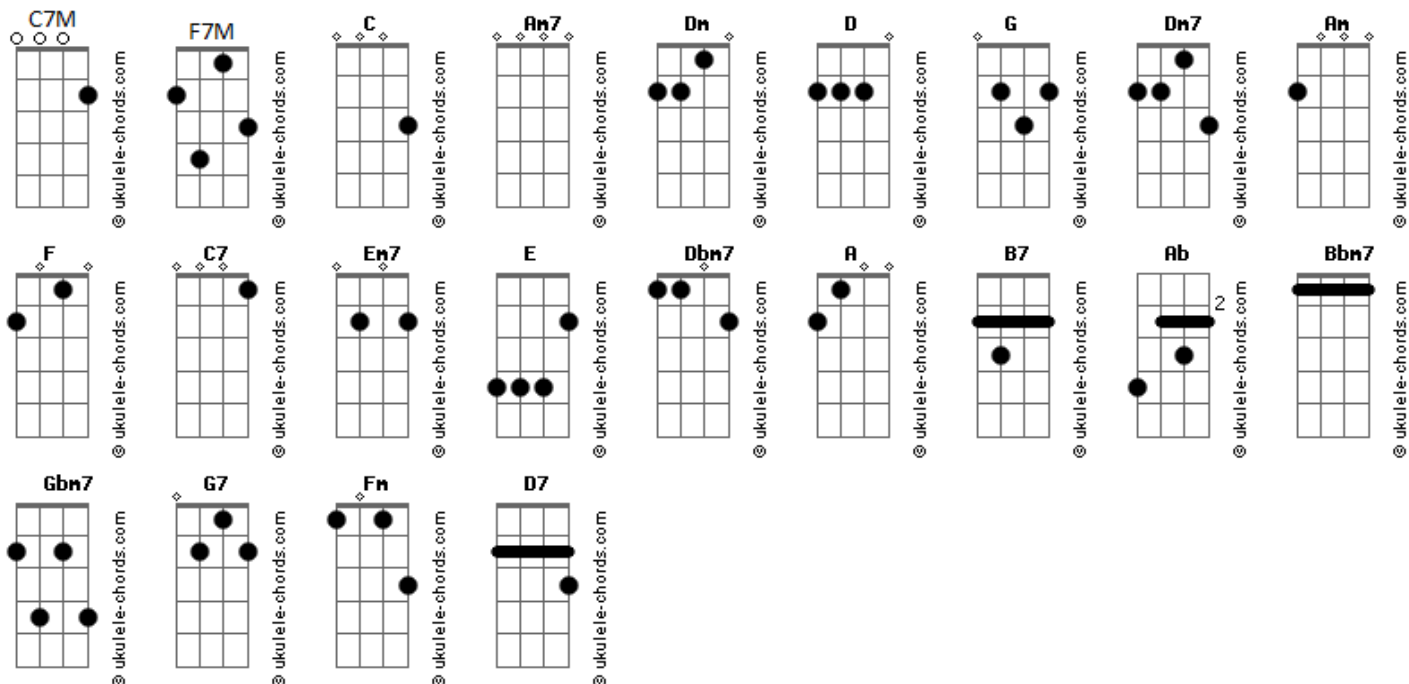 C7M F7M C Am7 Dm D G Dm7 Am
© ukulele-chords.com © ukulele-chords.com © ukulele-chords.com © ukulele-chords.com © ukulele-chords.com © ukulele-chords.com © ukulele-chords.com © ukulele-chords.com © ukulele-chords.com
F C7 Em7 E Dbm7 A B7 Ab Bbm7
2
© ukulele-chords.com © ukulele-chords.com © ukulele-chords.com © ukulele-chords.com © ukulele-chords.com © ukulele-chords.com © ukulele-chords.com © ukulele-chords.com © ukulele-chords.com
Gbm7 G7 Fm D7
© ukulele-chords.com © ukulele-chords.com © ukulele-chords.com © ukulele-chords.com